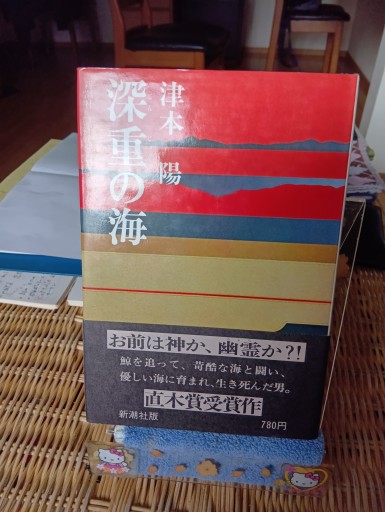 深重の海
津本 陽
お前は神か、幽霊か?!
鯨を追って、苛酷な海と闘い、
優しい海に育まれ、生き死んだ男。
直木賞受賞作
新潮社版
780円